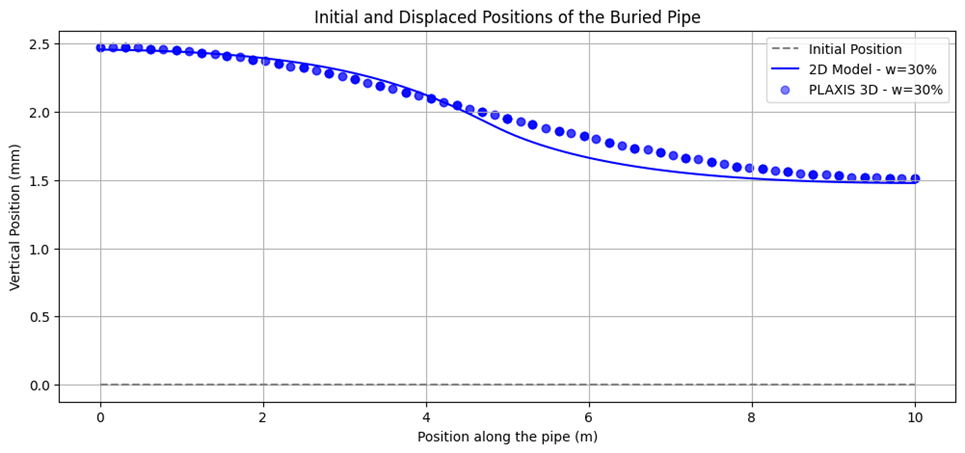 Initial and Displaced Positions of the Buried Pipe
Vertical Position (mm)
2.5
2.0
1.5
1.0
0.5
0.0
Initial Position
2D Model - w=30%
PLAXIS 3D - w=30%
0
2
4
6
8
10
Position along the pipe (m)